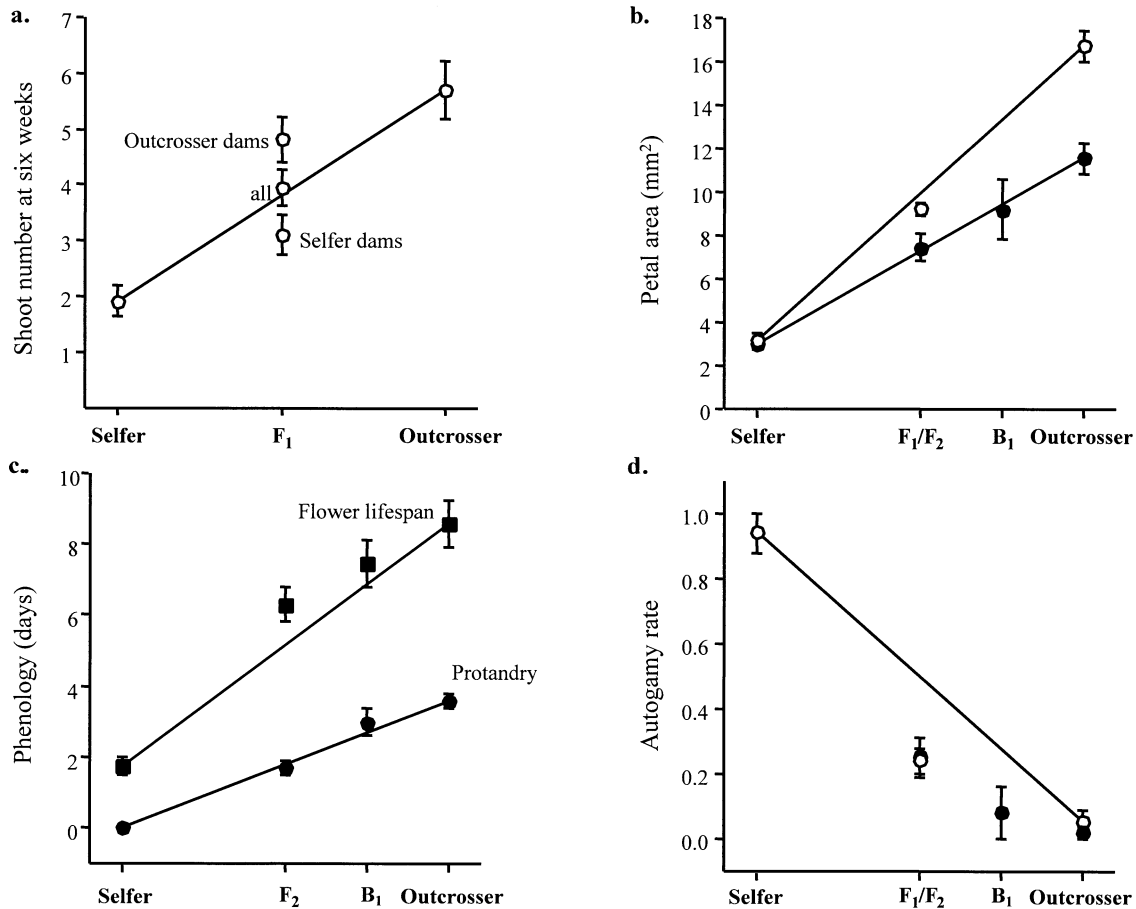 a.
7
6
5
4
3
2
1
Shoot number at six weeks
Outcrosser dams
all
Selfer dams
Selfer
F₁
Outcrosser
b.
18
16
14
12
10
8
6
4
2
0
Petal area (mm²)
Selfer
F₁/F₂
B₁
Outcrosser
c..
10
8
6
4
2
0
Phenology (days)
Flower lifespan
Protandry
Selfer
F₂
B₁
Outcrosser
d.
1.0
0.8
0.6
0.4
0.2
0.0
Autogamy rate
Selfer
F₁/F₂
B₁
Outcrosser